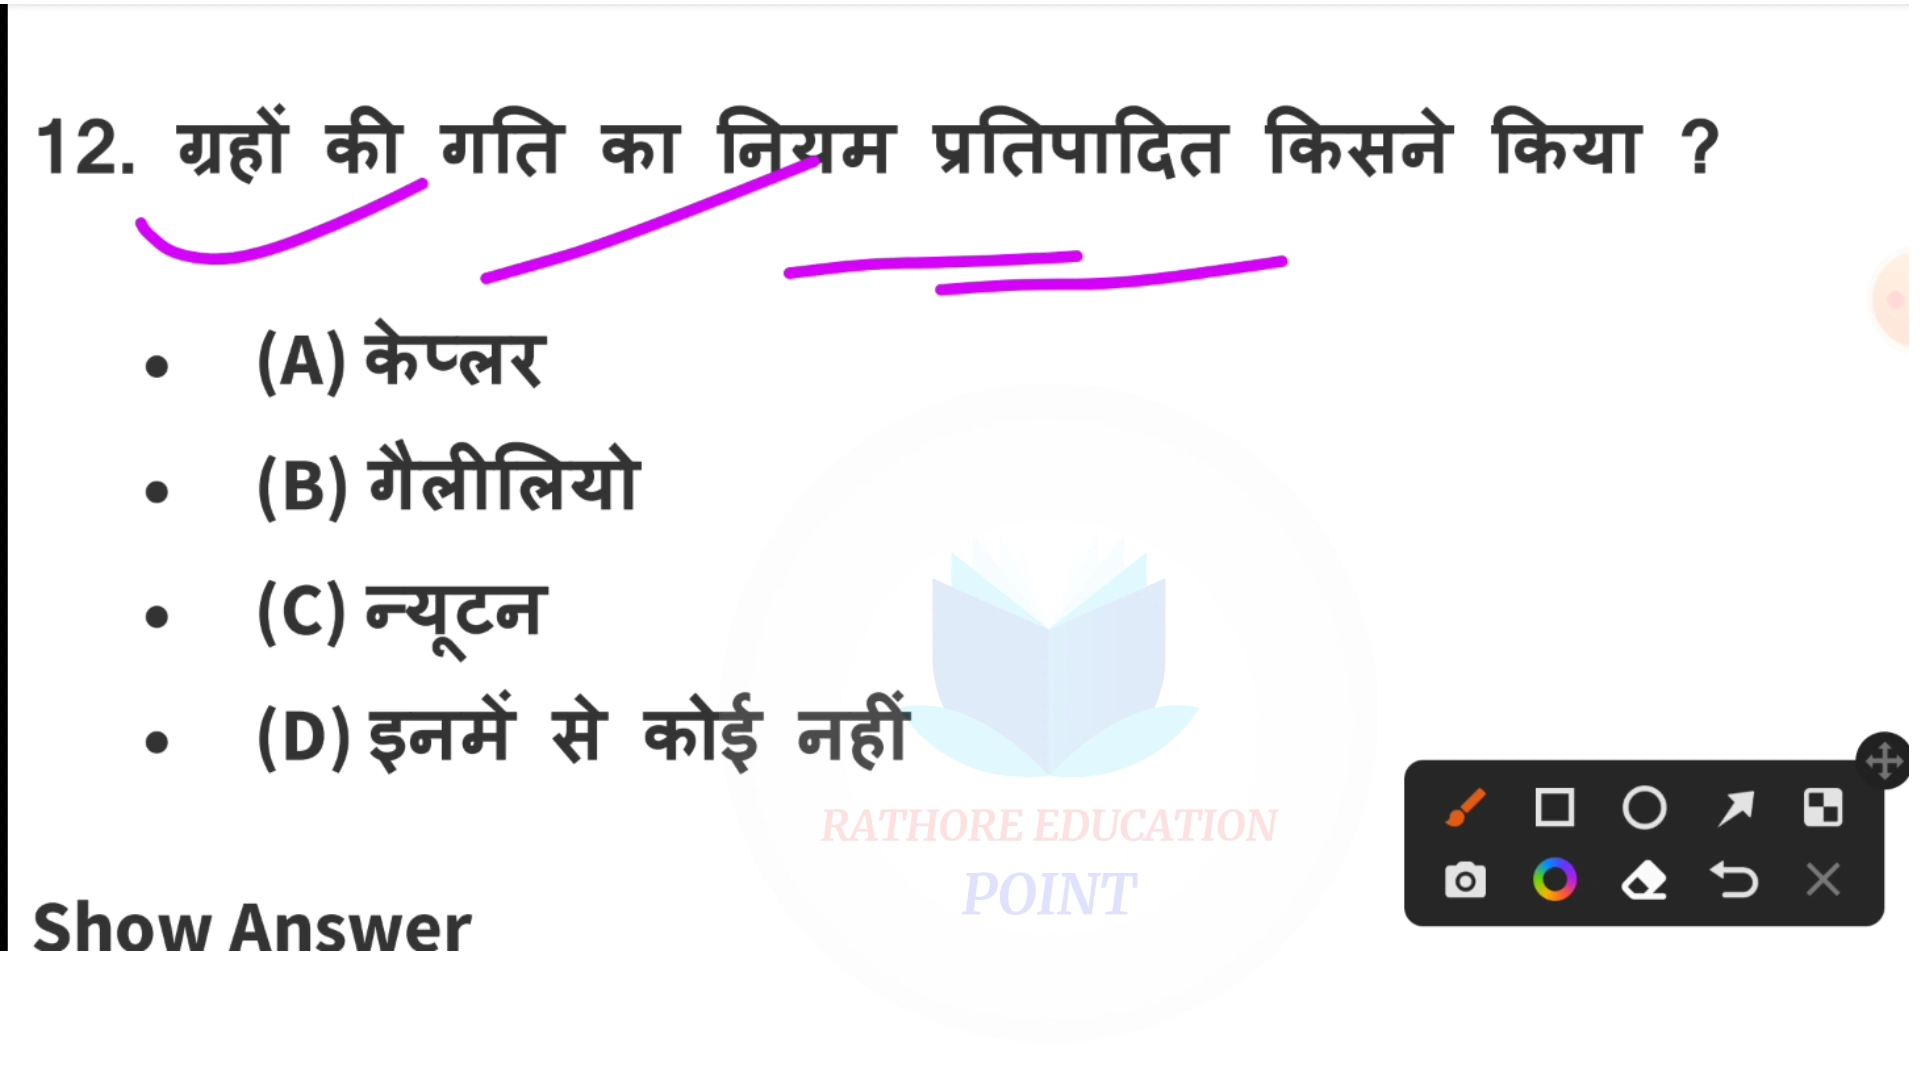 12. ग्रहों की गति का नियम प्रतिपादित किसने किया ?
(A) केप्लर
(B) गैलीलियो
(C) न्यूटन
(D) इनमें से कोई नहीं
RATHORE EDUCATION
POINT
Show Answer